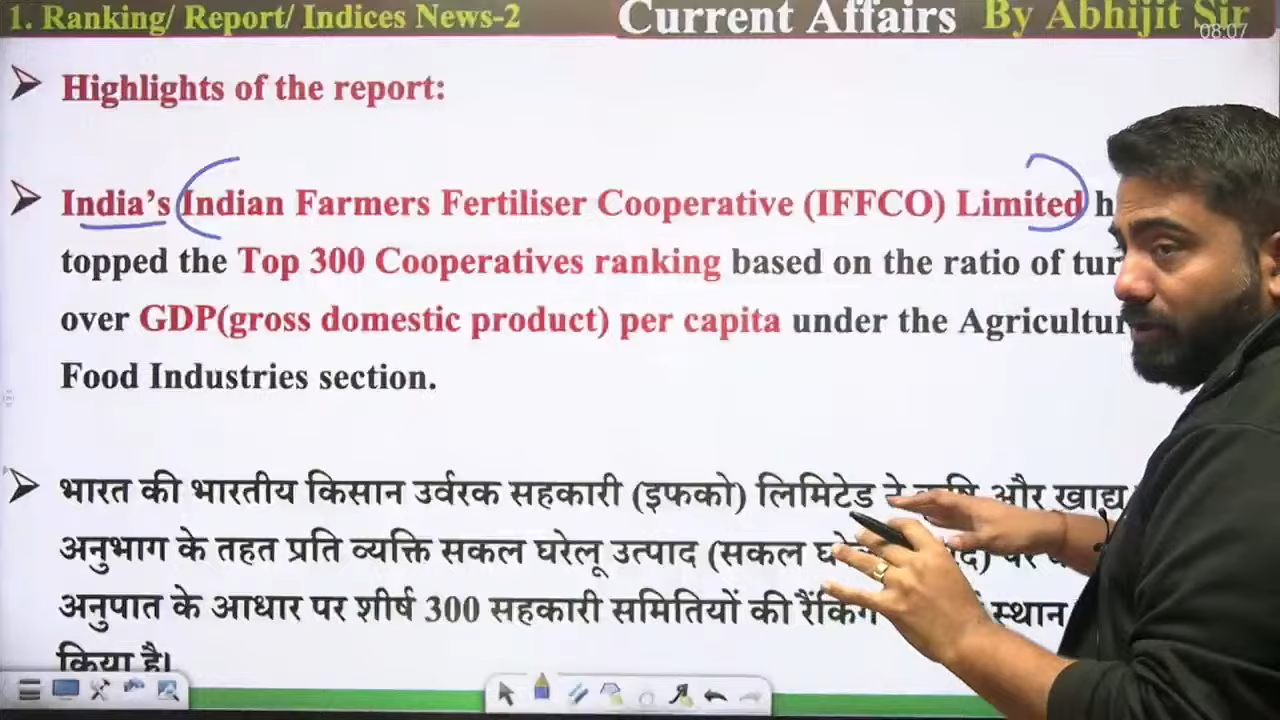 1. Ranking/ Report/ Indices News-2
Current Affairs By Abhijit Sir
08:07
Highlights of the report:
India's Indian Farmers Fertiliser Cooperative (IFFCO) Limited
topped the Top 300 Cooperatives ranking based on the ratio of
over GDP(gross domestic product) per capita under the
Food Industries section.
भारत की भारतीय किसान उर्वरक सहकारी (इफको) लिमिटेड ने कृषि और खाद्य
अनुभाग के तहत प्रति व्यक्ति सकल घरेलू उत्पाद (सकल
अनुपात के आधार पर शीर्ष 300 सहकारी समितियों की रैंकिंग स्थान
किया है।